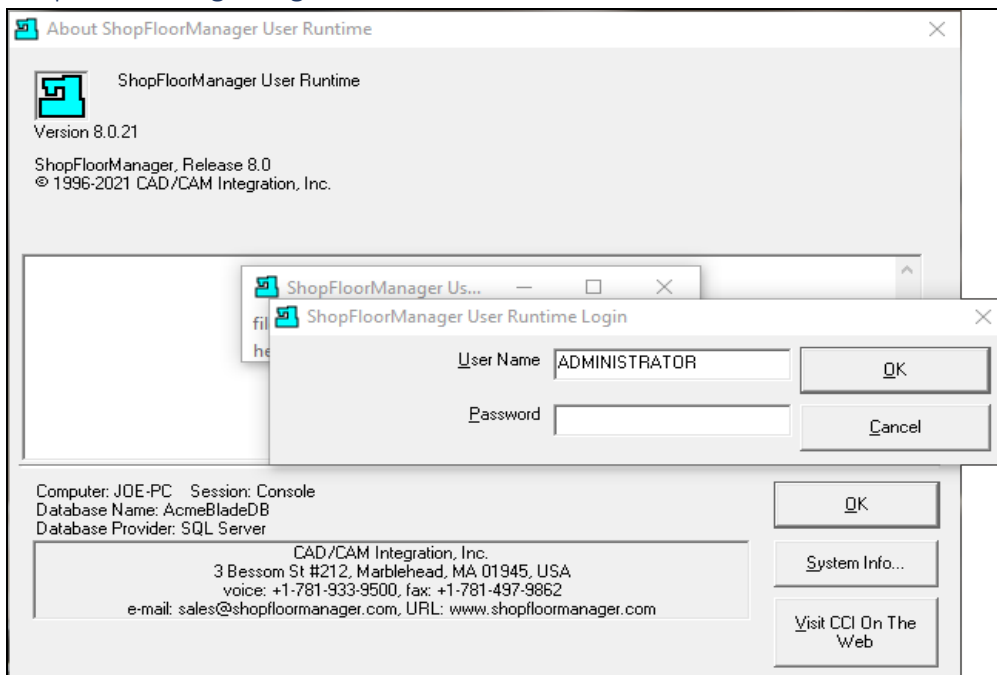 About ShopFloorManager User Runtime
ShopFloorManager User Runtime
Version 8.0.21
ShopFloorManager, Release 8.0
© 1996-2021 CAD/CAM Integration, Inc.
ShopFloorManager Us...
fil
he
ShopFloorManager User Runtime Login
User Name ADMINISTRATOR OK
Password Cancel
Computer: JOE-PC Session: Console
Database Name: AcmeBladeDB
Database Provider: SQL Server
OK
CAD/CAM Integration, Inc.
3 Bessom St #212, Marblehead, MA 01945, USA
voice: +1-781-933-9500, fax: +1-781-497-9862
e-mail: sales@shopfloormanager.com, URL: www.shopfloormanager.com
System Info...
Visit CCI On The
Web